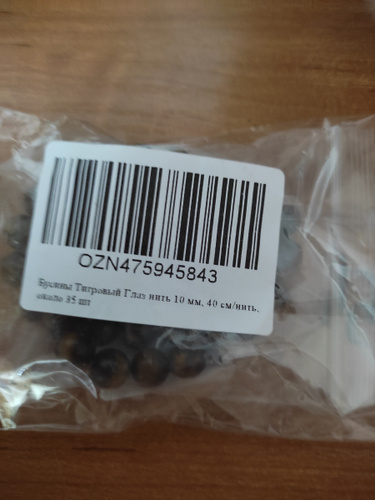 OZN475945843
Бусины Тигровый Глаз нить 10 мм, 40 см/нить,
около 35 шт